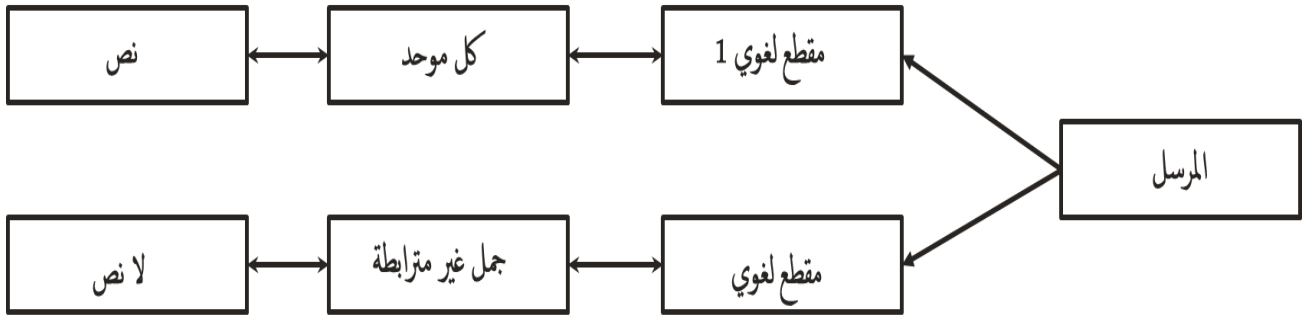 مقطع لغوي 1
كل موحد
نص
المرسل
مقطع لغوي
جمل غير مترابطة
لا نص